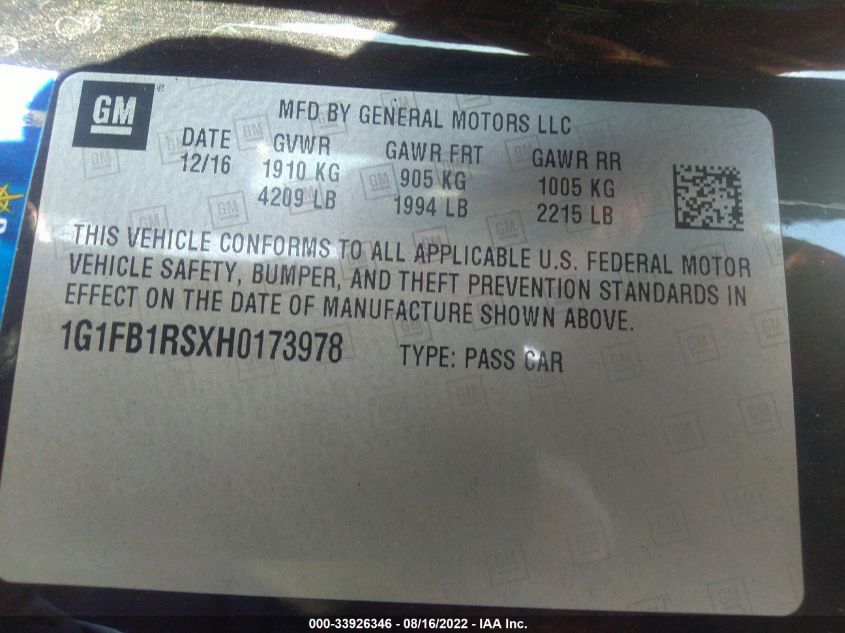 GM
MFD BY GENERAL MOTORS LLC
DATE GVWR GAWR FRT GAWR RR
12/16 1910 KG 905 KG 1005 KG
4209 LB 1994 LB 2215 LB
THIS VEHICLE CONFORMS TO ALL APPLICABLE U.S. FEDERAL MOTOR
VEHICLE SAFETY, BUMPER, AND THEFT PREVENTION STANDARDS IN
EFFECT ON THE DATE OF MANUFACTURE SHOWN ABOVE.
1G1FB1RSXH0173978 TYPE: PASS CAR
000-33926346 - 08/16/2022 - IAA Inc.